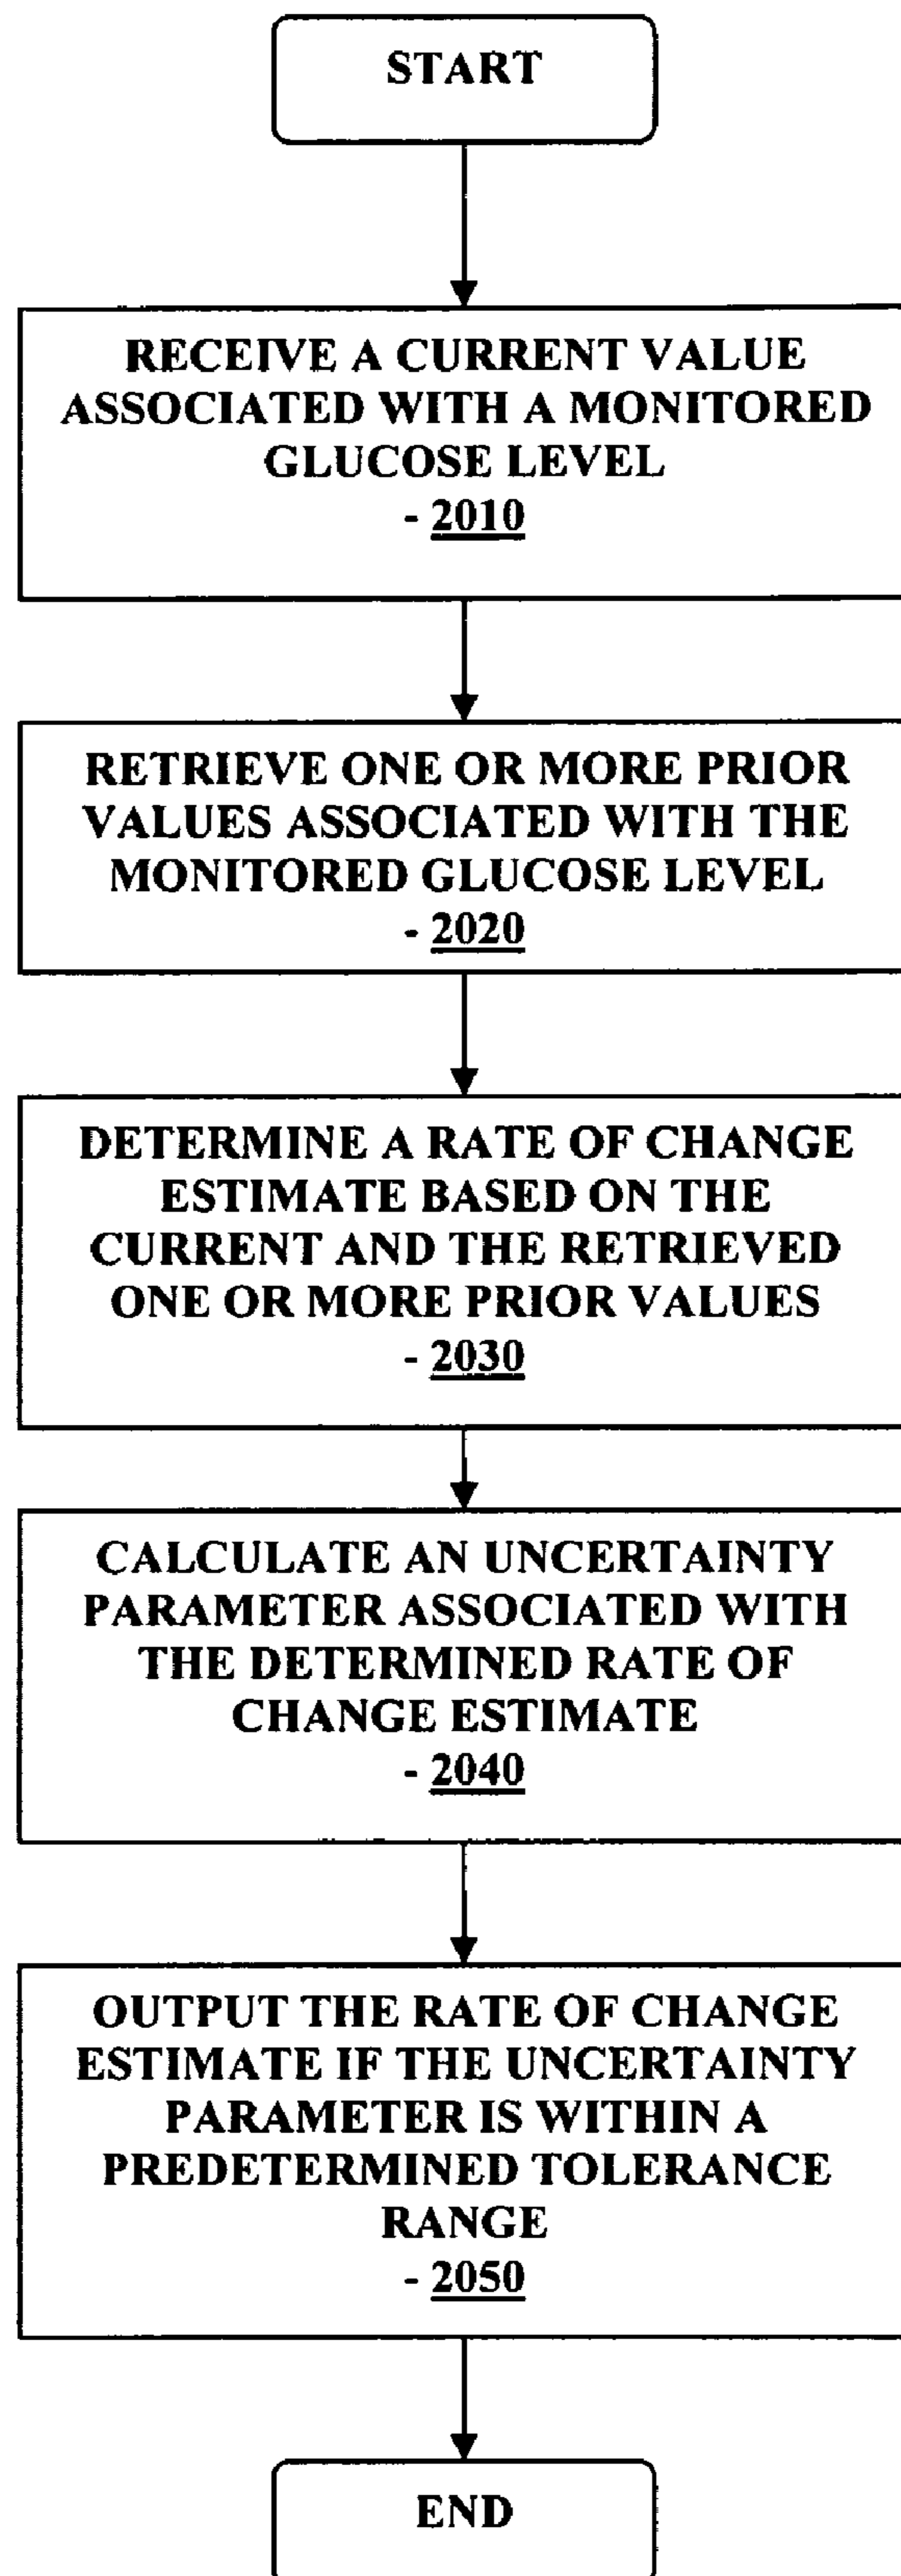 START
RECEIVE A CURRENT VALUE
ASSOCIATED WITH A MONITORED
GLUCOSE LEVEL
- 2010
RETRIEVE ONE OR MORE PRIOR
VALUES ASSOCIATED WITH THE
MONITORED GLUCOSE LEVEL
- 2020
DETERMINE A RATE OF CHANGE
ESTIMATE BASED ON THE
CURRENT AND THE RETRIEVED
ONE OR MORE PRIOR VALUES
- 2030
CALCULATE AN UNCERTAINTY
PARAMETER ASSOCIATED WITH
THE DETERMINED RATE OF
CHANGE ESTIMATE
- 2040
OUTPUT THE RATE OF CHANGE
ESTIMATE IF THE UNCERTAINTY
PARAMETER IS WITHIN A
PREDETERMINED TOLERANCE
RANGE
- 2050
END